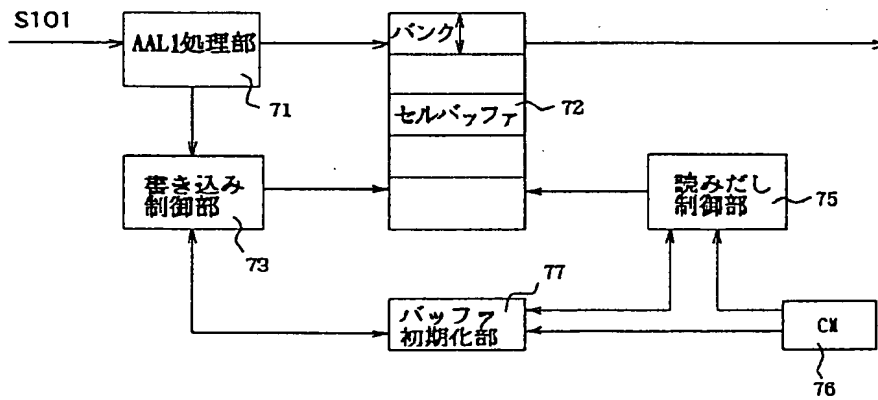 S101
AAL1処理部
71
バンク
セルバッファ
72
書き込み
制御部
73
読みだし
制御部
75
77
バッファ
初期化部
CM
76